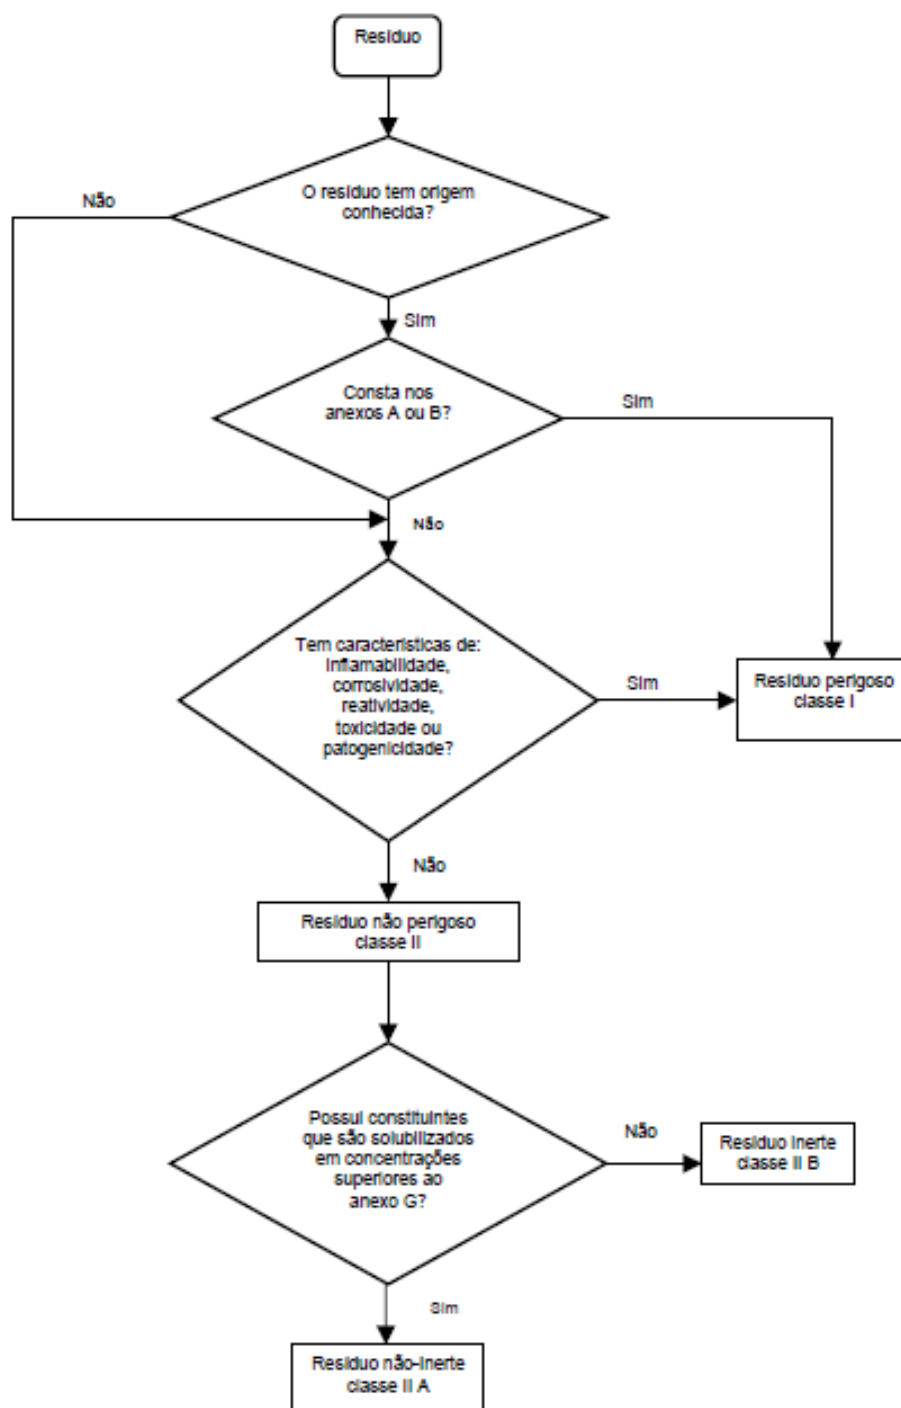 Resíduo
O resíduo tem origem
conhecida?
Não
Sim
Consta nos
anexos A ou B?
Sim
Não
Tem características de:
inflamabilidade,
corrosividade,
reatividade,
toxicidade ou
patogenicidade?
Sim
Resíduo perigoso
classe I
Não
Resíduo não perigoso
classe II
Possui constituintes
que são solubilizados
em concentrações
superiores ao
anexo G?
Não
Resíduo inerte
classe II B
Sim
Resíduo não-inerte
classe II A